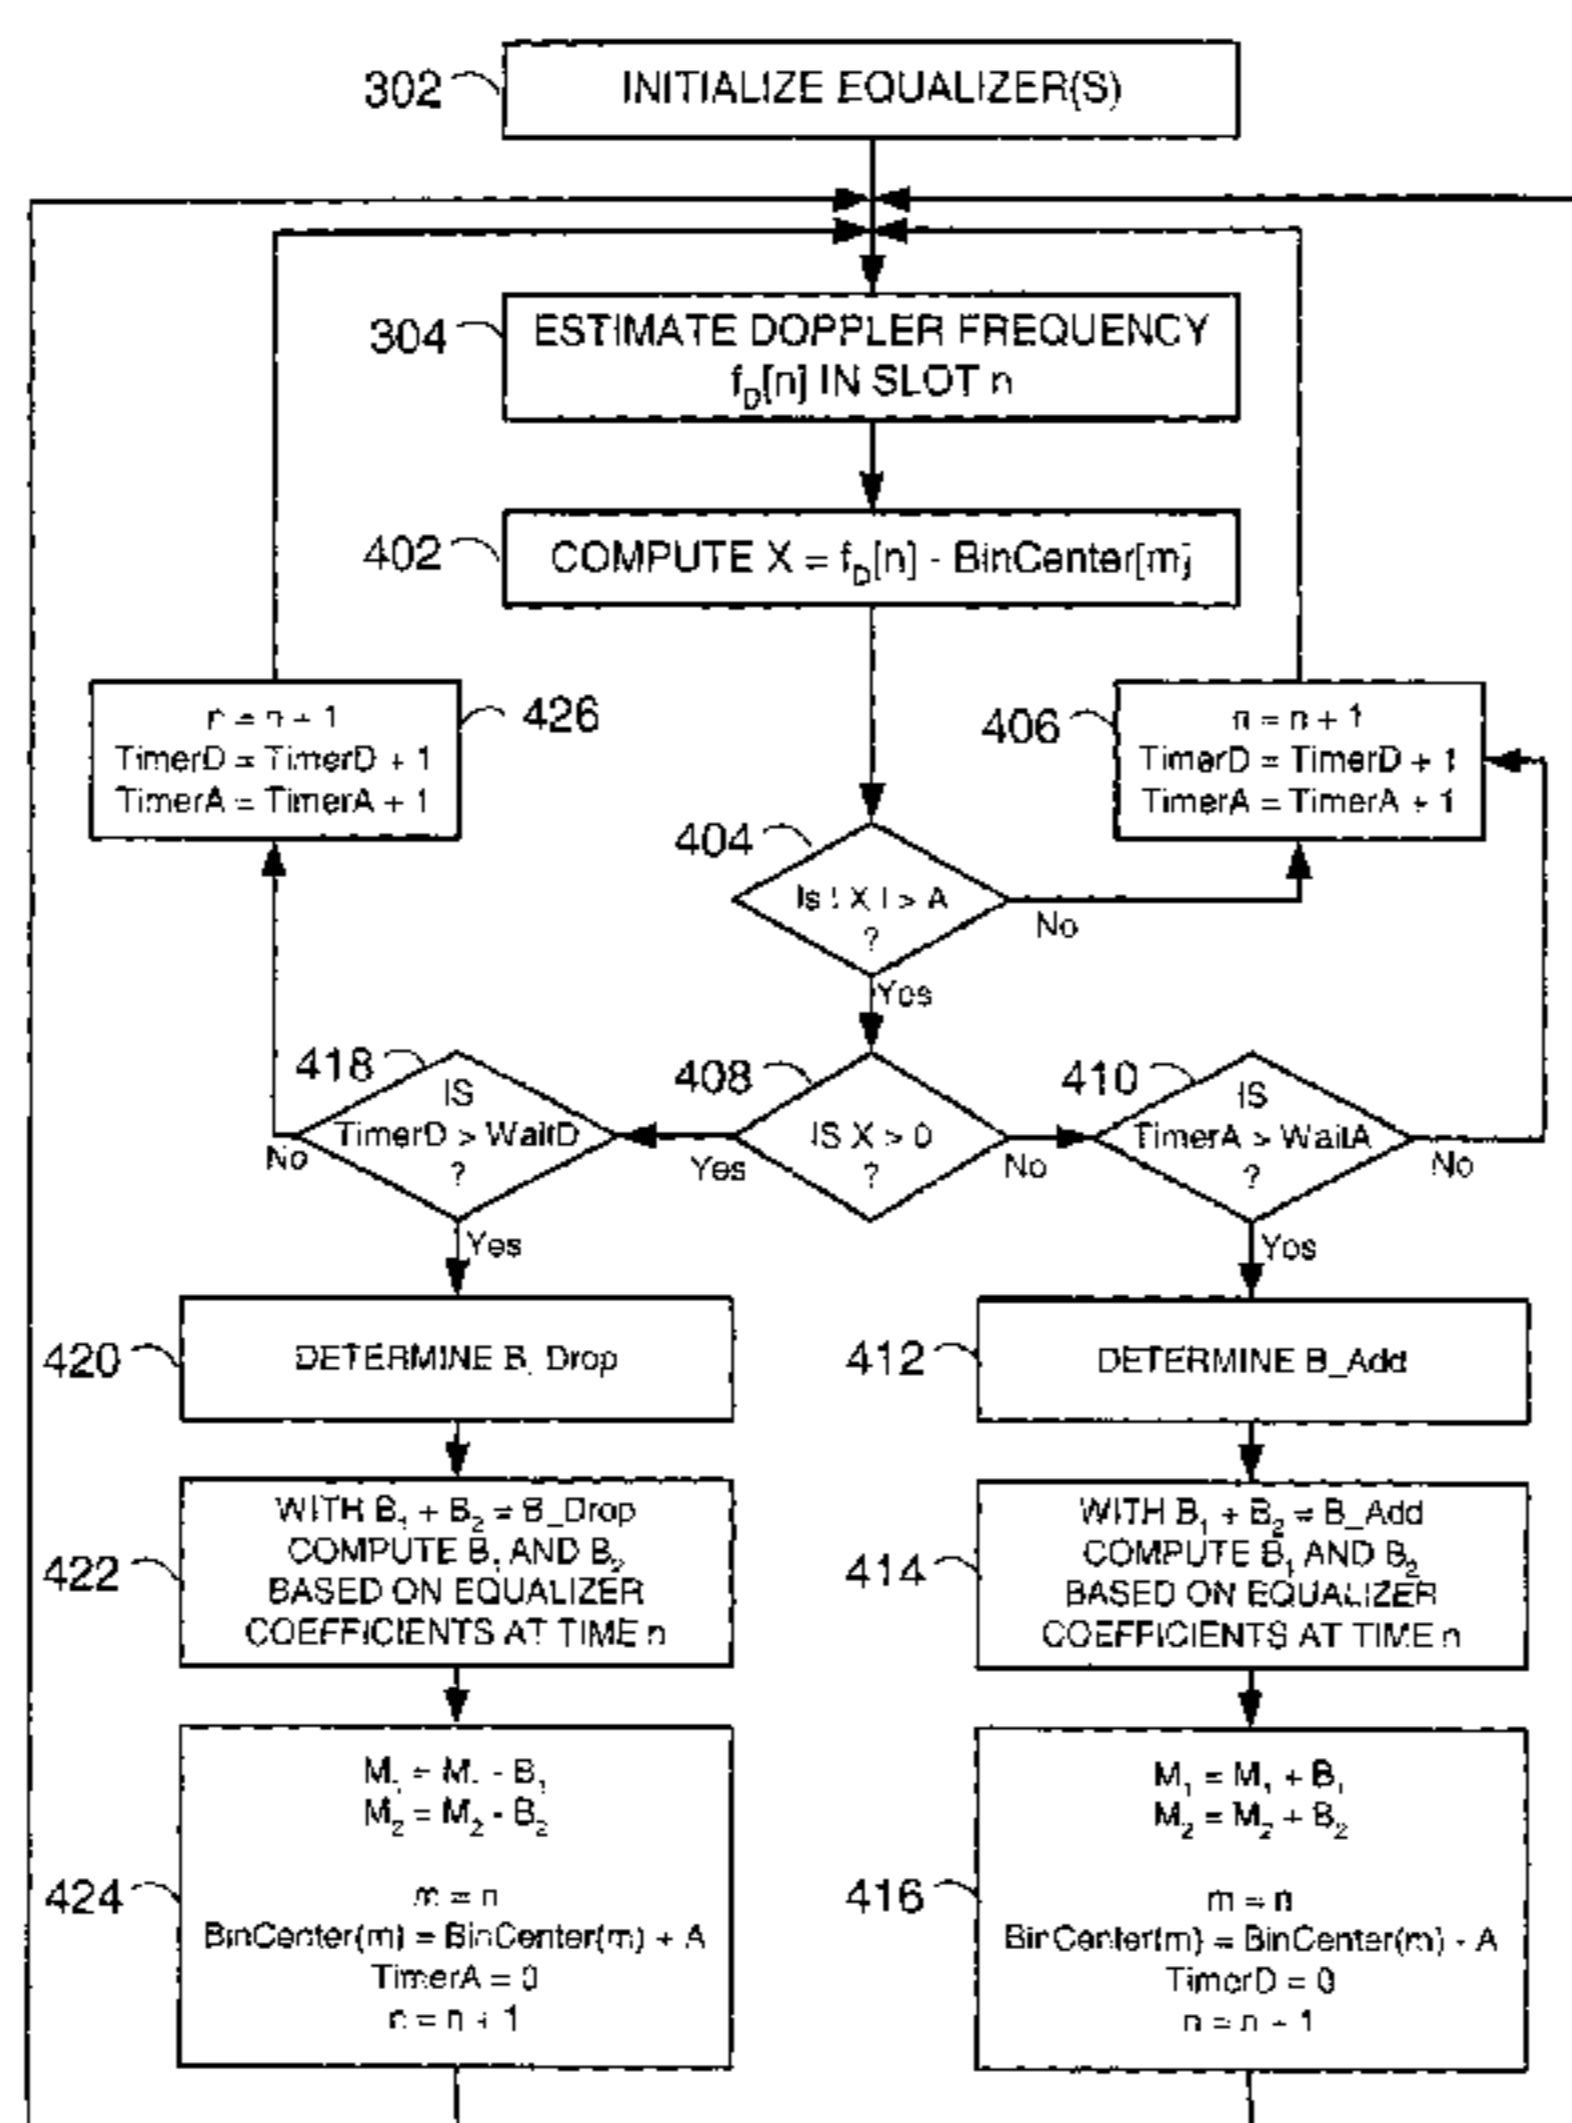 302
INITIALIZE EQUALIZER(S)
304
ESTIMATE DOPPLER FREQUENCY
f_D[n] IN SLOT n
402
COMPUTE X = f_D[n] - BinCenter[m]
n = n + 1
TimerD = TimerD + 1
TimerA = TimerA + 1
426
406
n = n + 1
TimerD = TimerD + 1
TimerA = TimerA + 1
404
Is | X | > A
?
No
Yes
418
IS
TimerD > WaitD
?
No
Yes
408
IS X > 0
?
Yes
No
410
IS
TimerA > WaitA
?
No
Yes
420
DETERMINE B_Drop
412
DETERMINE B_Add
422
WITH B₁ + B₂ = B_Drop
COMPUTE B₁ AND B₂
BASED ON EQUALIZER
COEFFICIENTS AT TIME n
414
WITH B₁ + B₂ = B_Add
COMPUTE B₁ AND B₂
BASED ON EQUALIZER
COEFFICIENTS AT TIME n
424
M₁ = M₁ - B₁
M₂ = M₂ - B₂
m = n
BinCenter(m) = BinCenter(m) + A
TimerA = 0
n = n + 1
416
M₁ = M₁ + B₁
M₂ = M₂ + B₂
m = n
BinCenter(m) = BinCenter(m) - A
TimerD = 0
n = n + 1